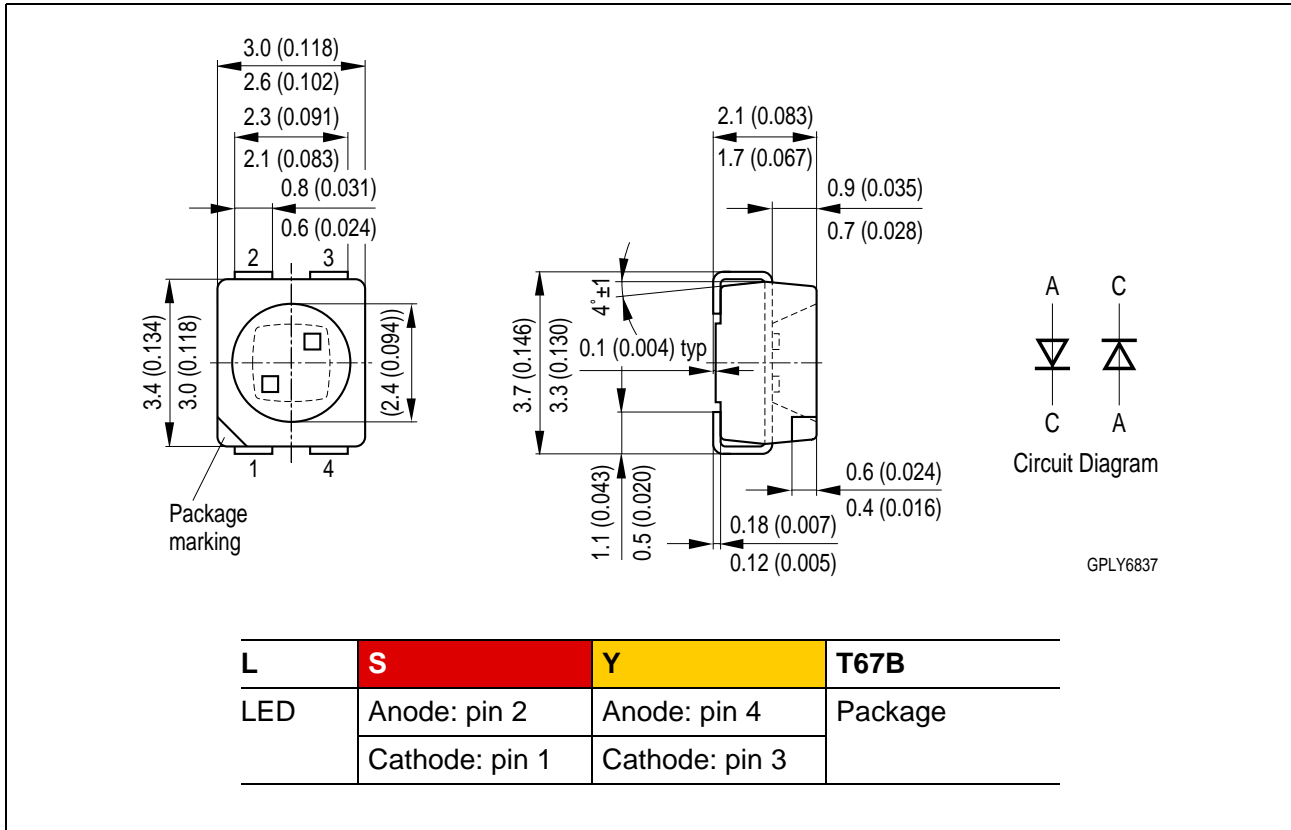 3.0 (0.118)
2.6 (0.102)
2.3 (0.091)
2.1 (0.083)
0.8 (0.031)
0.6 (0.024)
2 3
3.4 (0.134)
3.0 (0.118)
(2.4 (0.094))
1 4
Package
marking
2.1 (0.083)
1.7 (0.067)
0.9 (0.035)
0.7 (0.028)
4°±1
0.1 (0.004) typ
3.7 (0.146)
3.3 (0.130)
1.1 (0.043)
0.5 (0.020)
0.6 (0.024)
0.4 (0.016)
0.18 (0.007)
0.12 (0.005)
A C
C A
Circuit Diagram
GPLY6837
L S Y T67B
LED Anode: pin 2 Anode: pin 4 Package
Cathode: pin 1 Cathode: pin 3